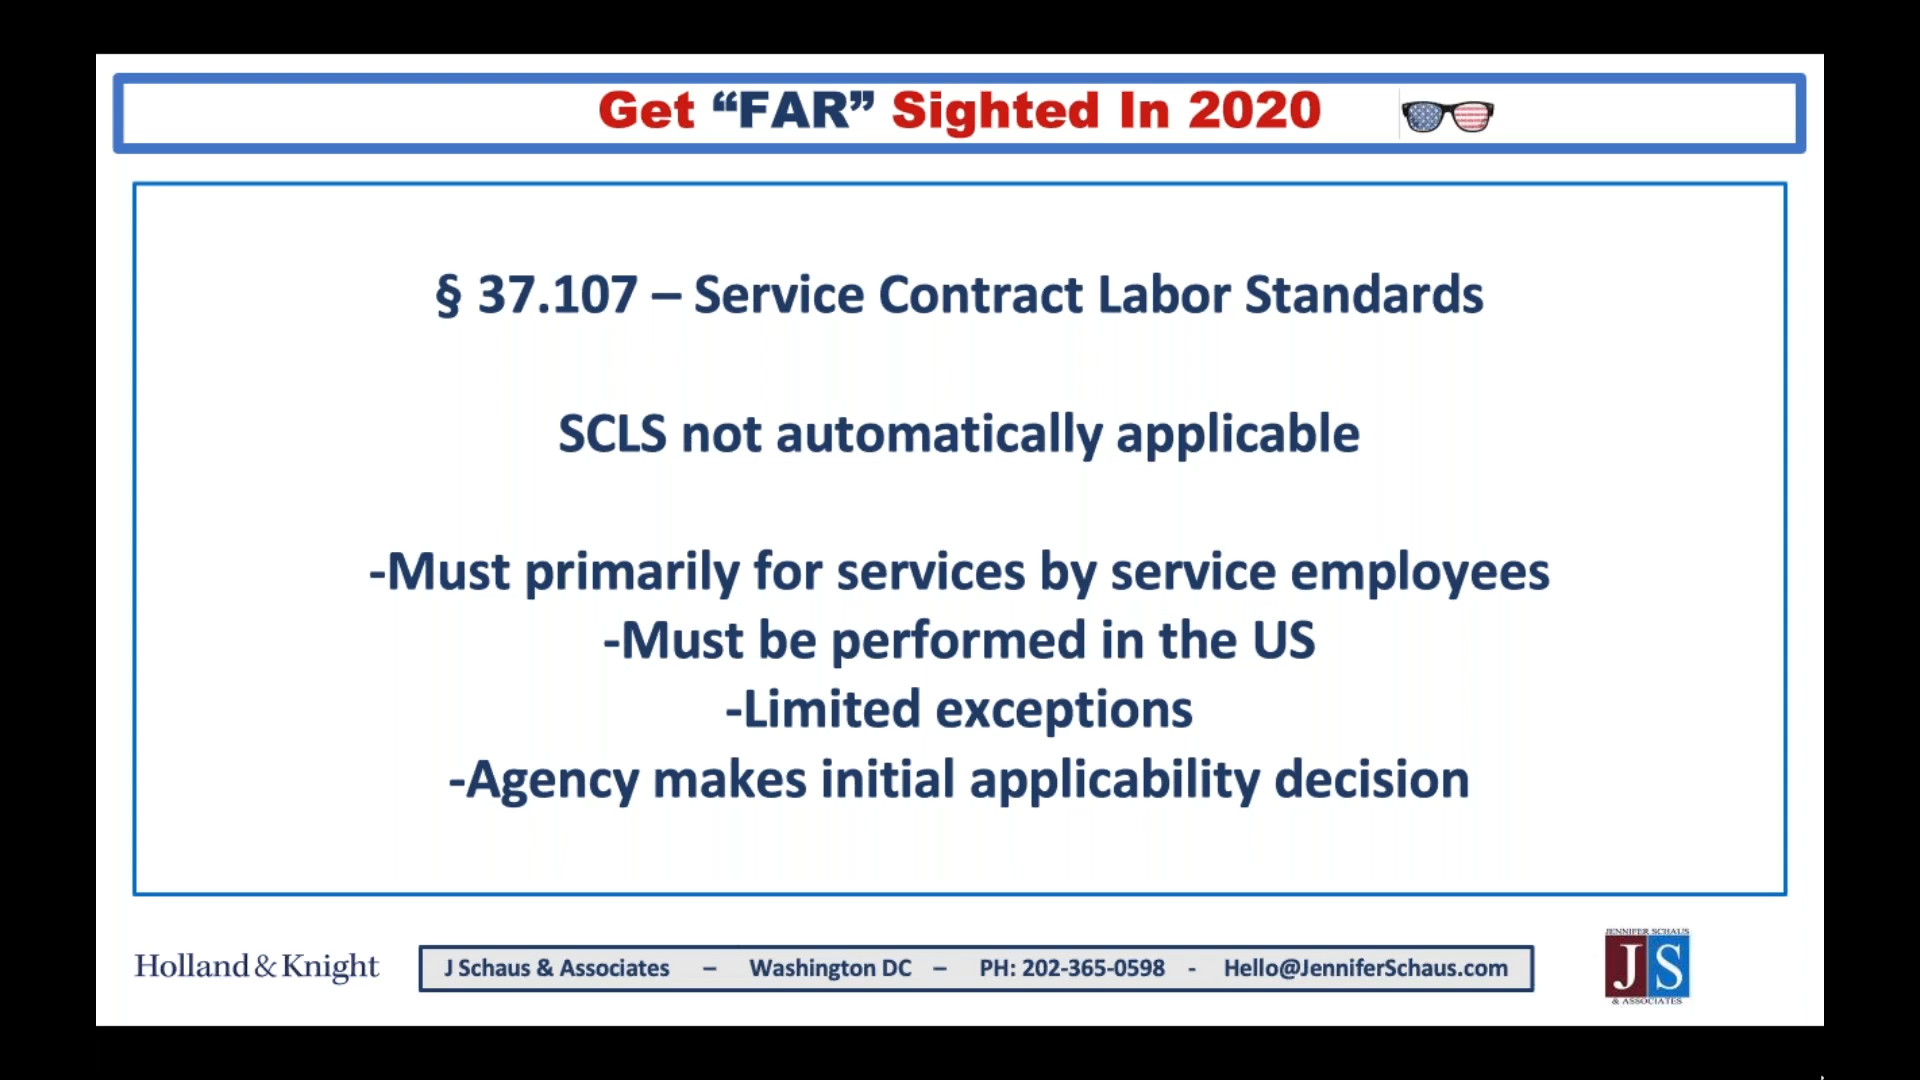 Get “FAR” Sighted In 2020
§ 37.107 – Service Contract Labor Standards
SCLS not automatically applicable
-Must primarily for services by service employees
-Must be performed in the US
-Limited exceptions
-Agency makes initial applicability decision
Holland & Knight
J Schaus & Associates – Washington DC – PH: 202-365-0598 - Hello@JenniferSchaus.com
JENNIFER SCHAUS
JS
& ASSOCIATES